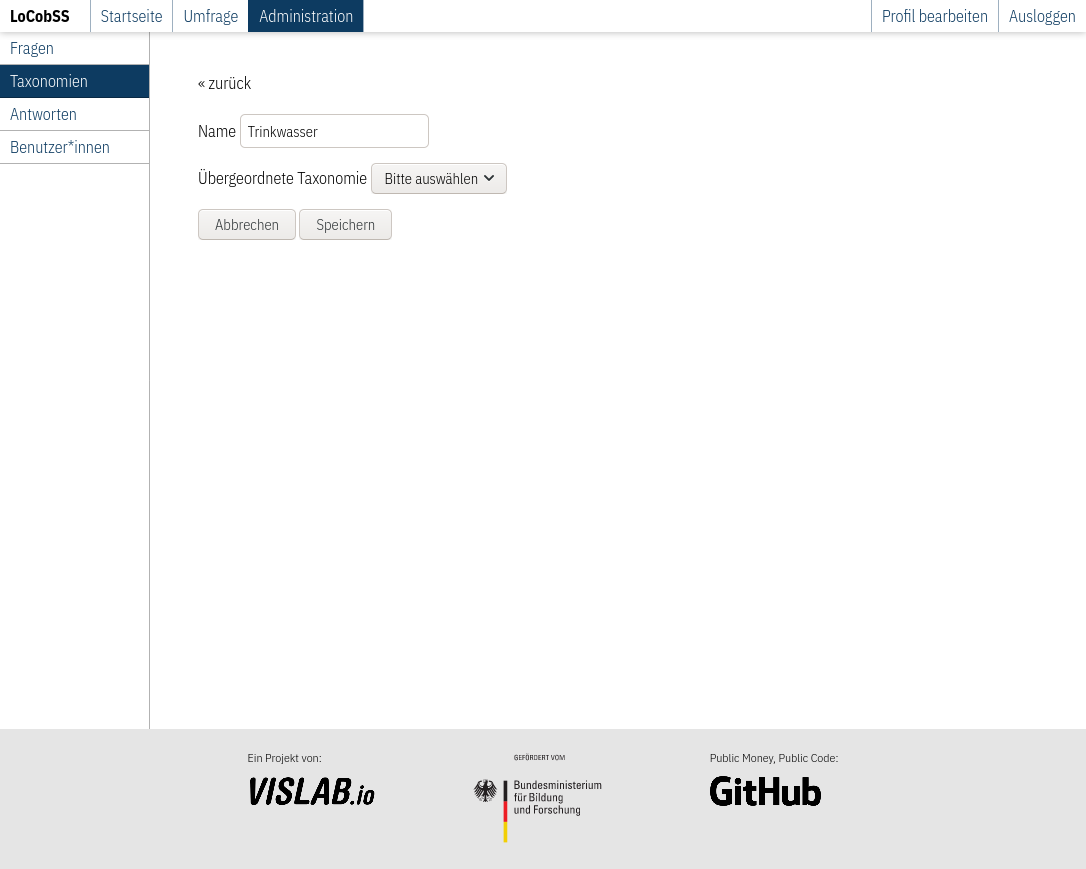 LoCobSS Startseite Umfrage Administration Profil bearbeiten Ausloggen
Fragen
Taxonomien
Antworten
Benutzer*innen
« zurück
Name Trinkwasser
Übergeordnete Taxonomie Bitte auswählen
Abbrechen Speichern
Ein Projekt von:
VISLAB.io
GEFÖRDERT VOM
Bundesministerium
für Bildung
und Forschung
Public Money, Public Code:
GitHub